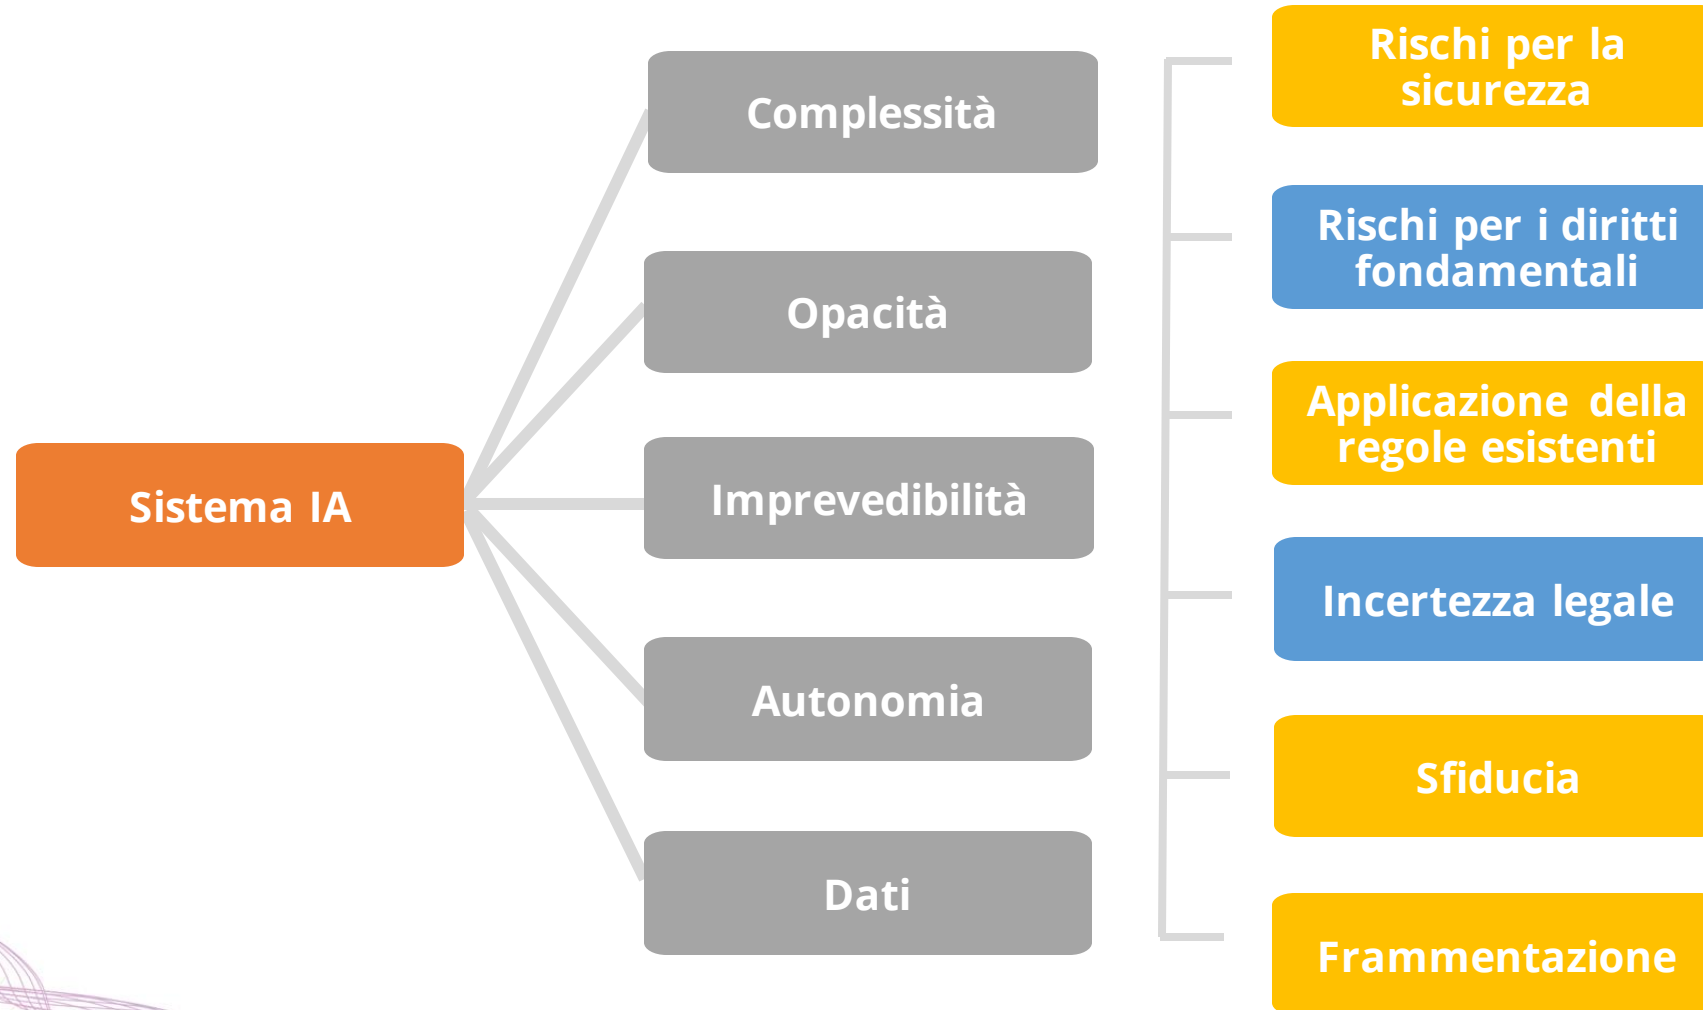 Sistema IA
Complessità
Opacità
Imprevedibilità
Autonomia
Dati
Rischi per la
sicurezza
Rischi per i diritti
fondamentali
Applicazione della
regole esistenti
Incertezza legale
Sfiducia
Frammentazione